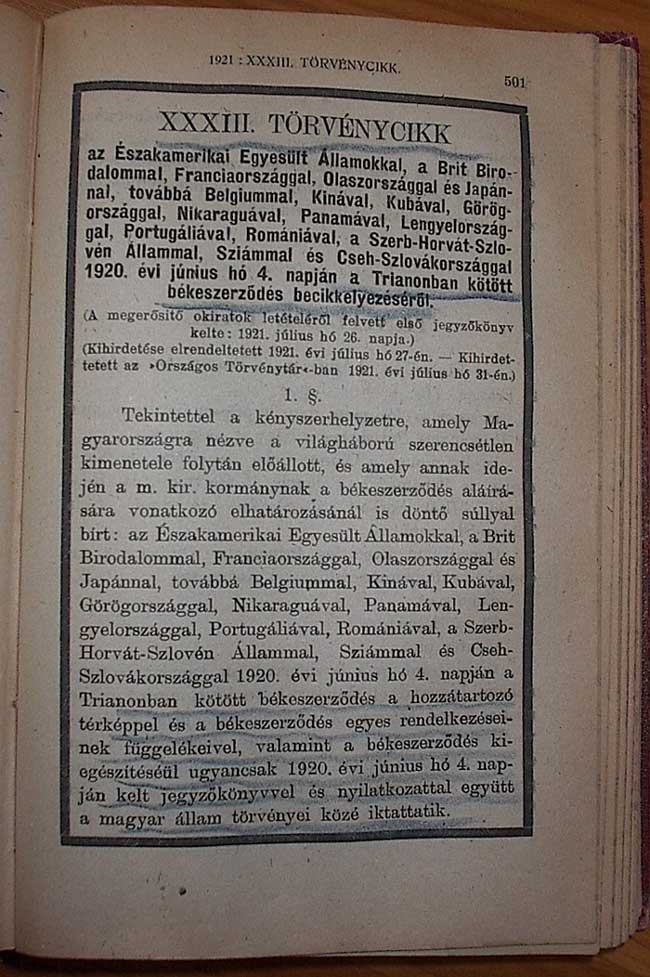 1921 : XXXIII. TÖRVÉNYCIKK.
501
XXXIII. TÖRVÉNYCIKK
az Északamerikai Egyesült Államokkal, a Brit Biro-
dalommal, Franciaországgal, Olaszországgal és Japán-
nal, továbbá Belgiummal, Kinával, Kubával, Görög-
országgal, Nikaraguával, Panamával, Lengyelország-
gal, Portugáliával, Romániával, a Szerb-Horvát-Szlo-
vén Állammal, Sziámmal és Cseh-Szlovákországgal
1920. évi június hó 4. napján a Trianonban kötött
békeszerződés becikkelyezéséről.
(A megerősítő okiratok letételéről felvett első jegyzőkönyv
kelte: 1921. július hó 26. napja.)
(Kihirdetése elrendeltetett 1921. évi július hó 27-én. — Kihirdet-
tetett az »Országos Törvénytár«-ban 1921. évi július hó 31-én.)
1. §.
Tekintettel a kényszerhelyzetre, amely Ma-
gyarországra nézve a világháború szerencsétlen
kimenetele folytán előállott, és amely annak ide-
jén a m. kir. kormánynak a békeszerződés aláírá-
sára vonatkozó elhatározásánál is döntő súllyal
bírt: az Északamerikai Egyesült Államokkal, a Brit
Birodalommal, Franciaországgal, Olaszországgal és
Japánnal, továbbá Belgiummal, Kinával, Kubával,
Görögországgal, Nikaraguával, Panamával, Len-
gyelországgal, Portugáliával, Romániával, a Szerb-
Horvát-Szlovén Állammal, Sziámmal és Cseh-
Szlovákországgal 1920. évi június hó 4. napján a
Trianonban kötött békeszerződés a hozzátartozó
térképpel és a békeszerződés egyes rendelkezései-
nek függelékeivel, valamint a békeszerződés ki-
egészítéséül ugyancsak 1920. évi június hó 4. nap-
ján kelt jegyzőkönyvvel és nyilatkozattal együtt
a magyar állam törvényei közé iktattatik.